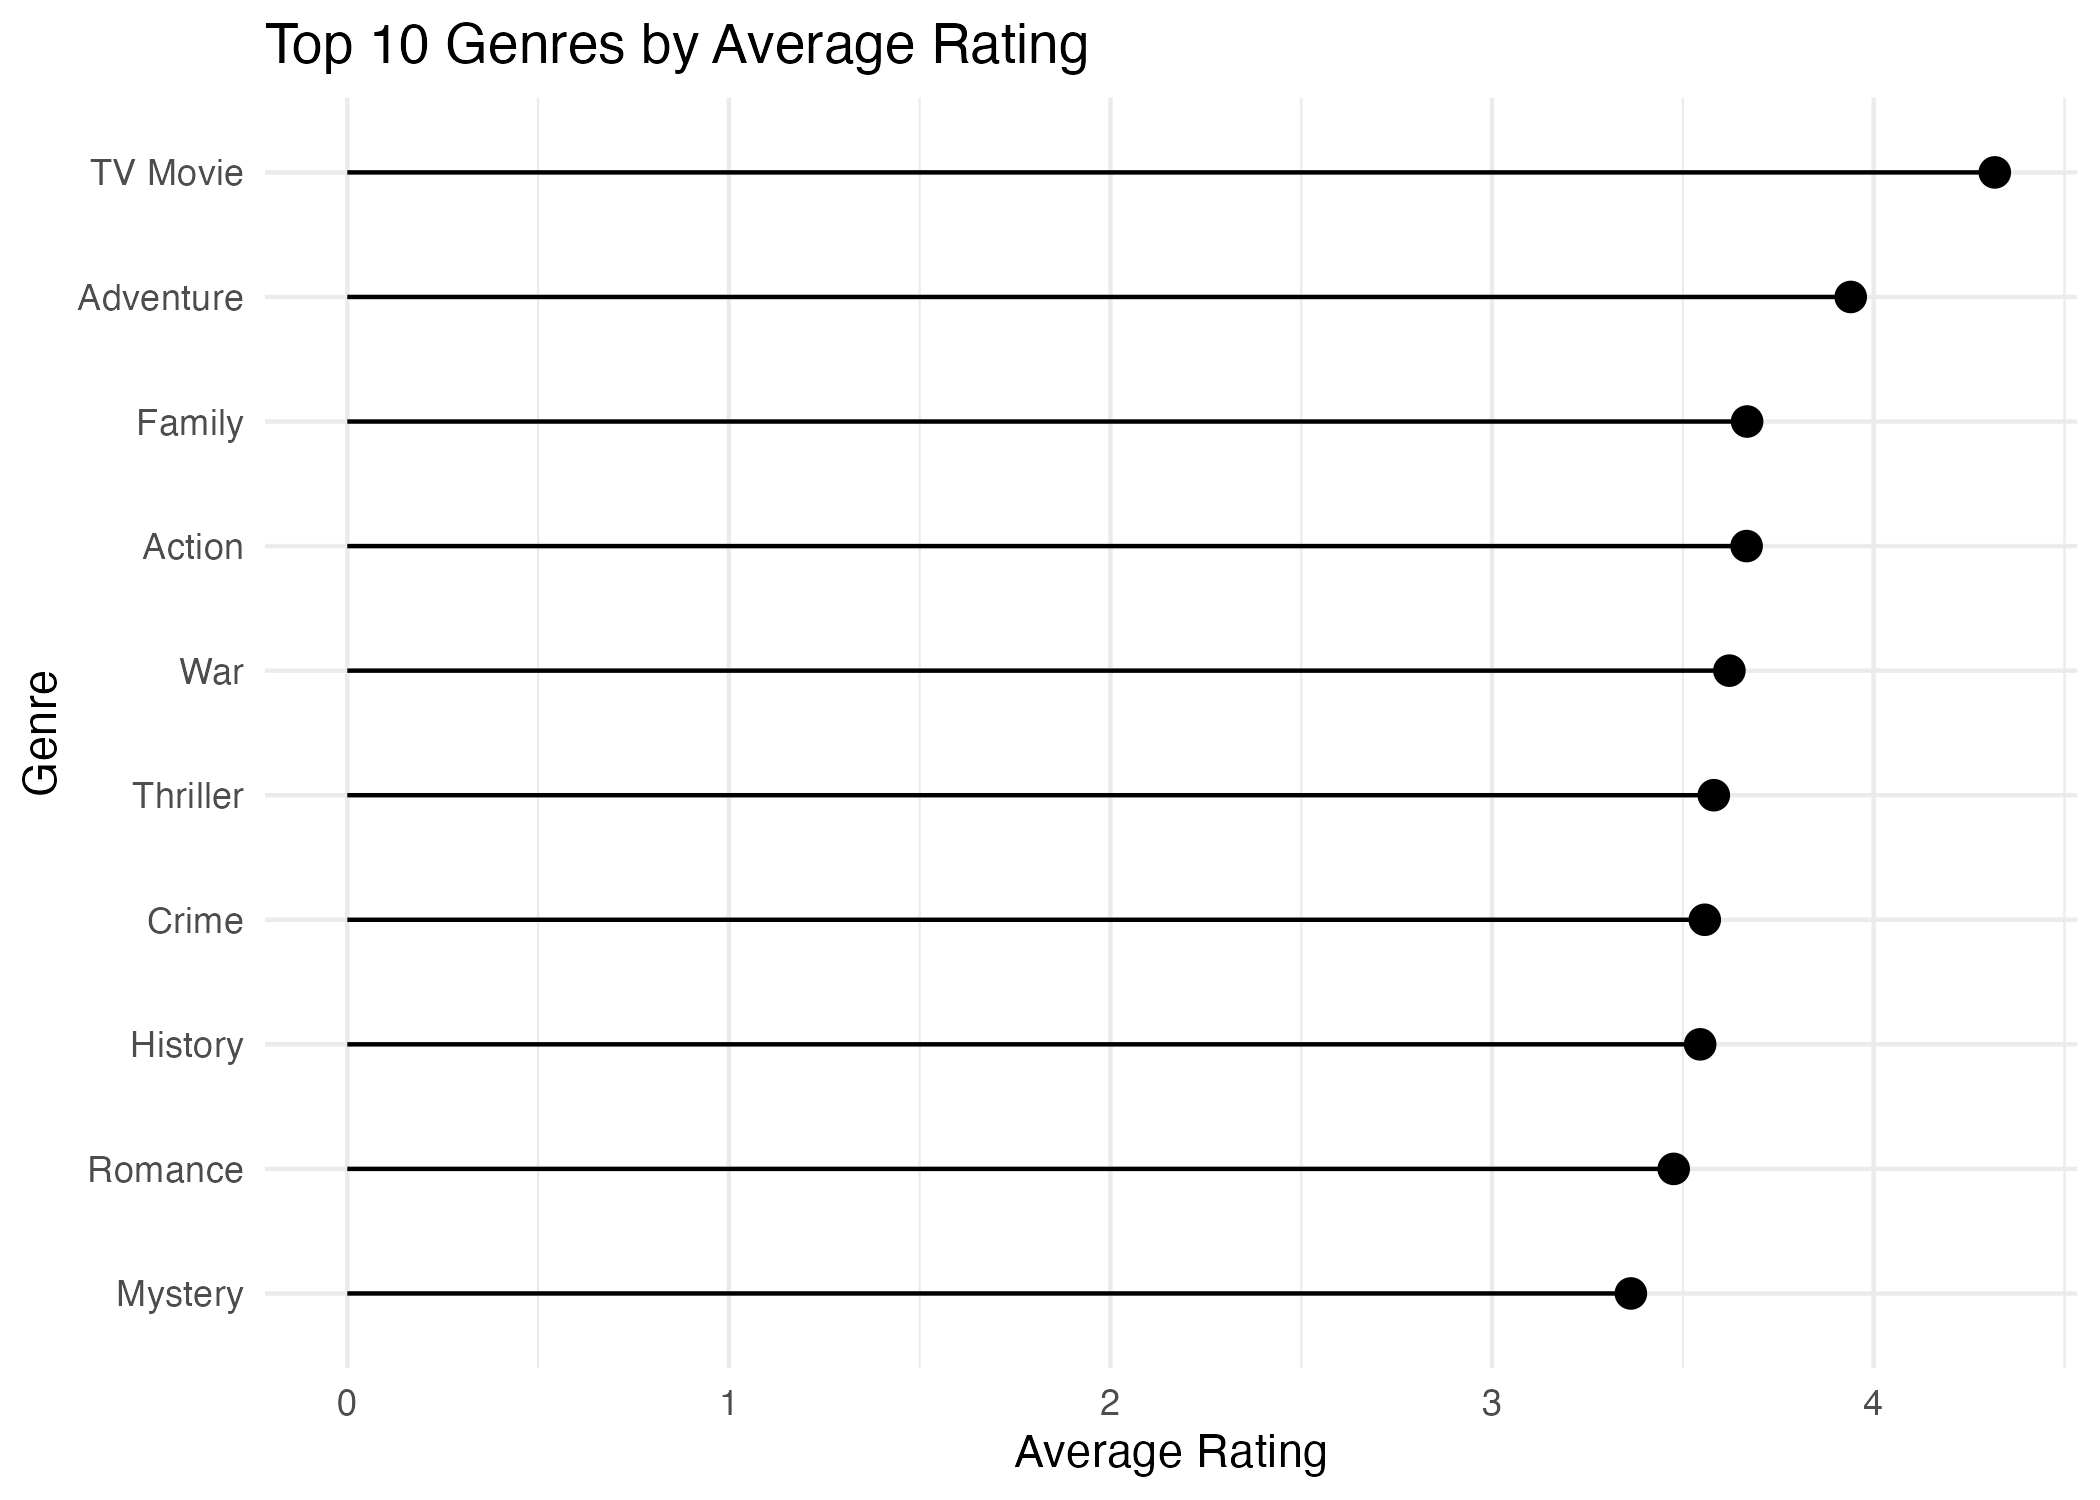 Top 10 Genres by Average Rating
TV Movie
Adventure
Family
Action
War
Thriller
Crime
History
Romance
Mystery
Genre
0 1 2 3 4
Average Rating